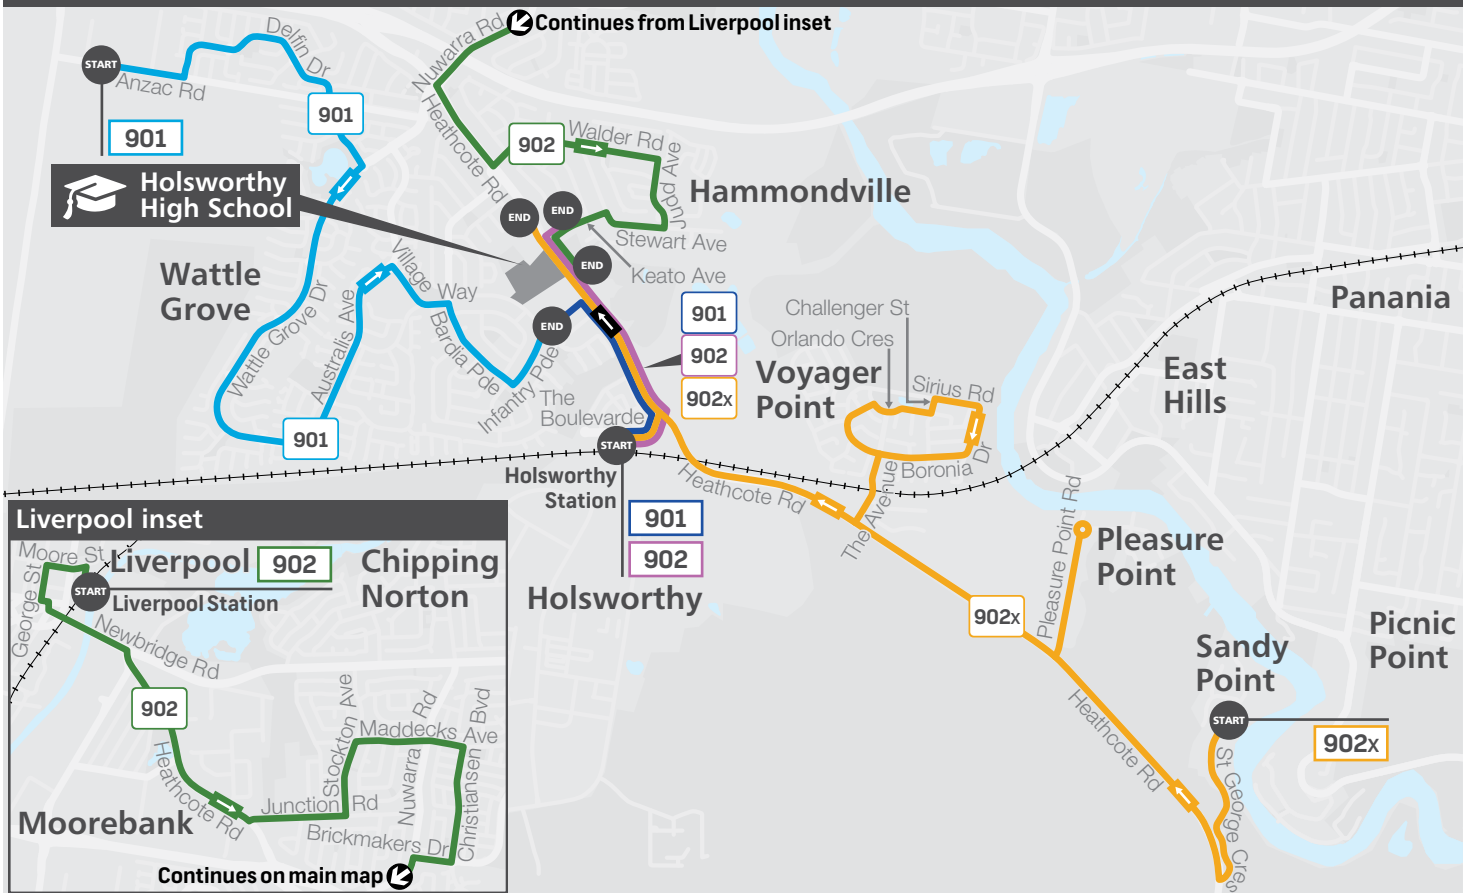 Continues from Liverpool inset
START
Anzac Rd
Delfin Dr
901
901
Holsworthy
High School
Wattle
Grove
Wattle Grove Dr
Australis Ave
901
Village Way
Bardia Pde
Infantry Pde
END
Nuwarra Rd
Heathcote Rd
902
Walder Rd
Judd Ave
Hammondville
Stewart Ave
Keato Ave
END
END
END
901
902
902x
The
Boulevarde
START
Holsworthy
Station
901
902
Holsworthy
Challenger St
Orlando Cres
Voyager
Point
Sirius Rd
Boronia Dr
The Avenue
Heathcote Rd
Panania
East
Hills
Pleasure Point Rd
Pleasure
Point
902x
Picnic
Point
Sandy
Point
START
902x
Heathcote Rd
St George Cres
Liverpool inset
Moore St
Liverpool
902
START
Liverpool Station
George St
Chipping
Norton
Newbridge Rd
902
Heathcote Rd
Moorebank
Junction Rd
Stockton Ave
Maddecks Ave
Nuwarra Rd
Christiansen Bvd
Brickmakers Dr
Continues on main map